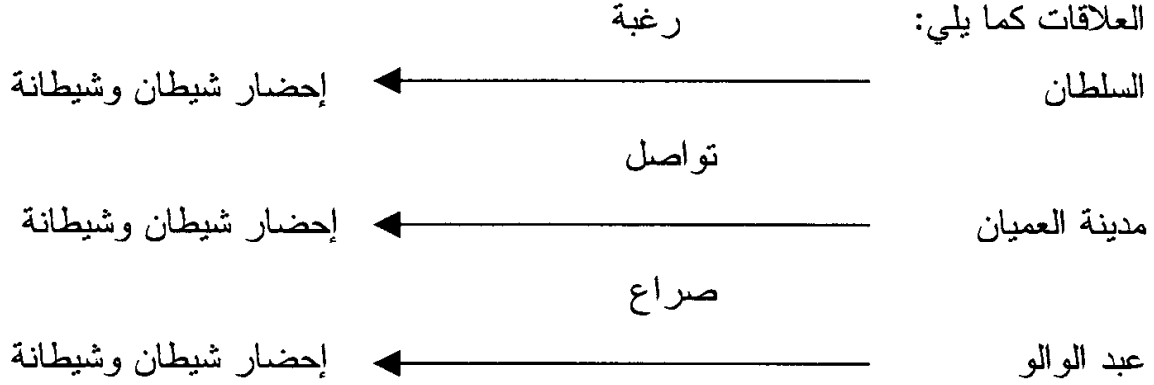 العلاقات كما يلي: رغبة
السلطان إحضار شيطان وشيطانة
تواصل
مدينة العميان إحضار شيطان وشيطانة
صراع
عبد الوالو إحضار شيطان وشيطانة